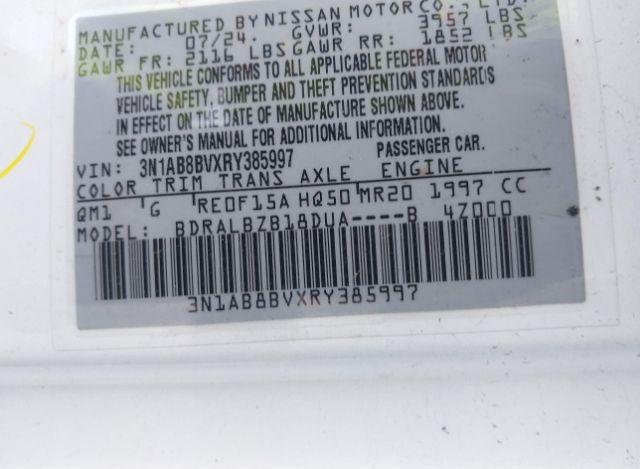 MANUFACTURED BY NISSAN MOTOR CO., LTD.
DATE: 07/24. GVWR: 3957 LBS
GAWR FR: 2116 LBS GAWR RR: 1852 LBS
THIS VEHICLE CONFORMS TO ALL APPLICABLE FEDERAL MOTOR
VEHICLE SAFETY, BUMPER AND THEFT PREVENTION STANDARDS
IN EFFECT ON THE DATE OF MANUFACTURE SHOWN ABOVE.
SEE OWNER'S MANUAL FOR ADDITIONAL INFORMATION.
VIN: 3N1AB8BVXRY385997 PASSENGER CAR.
COLOR TRIM TRANS AXLE ENGINE
QM1 G RE0F15A HQ50 MR20 1997 CC
MODEL: BDRALBZB18DUA----B 4Z000
3N1AB8BVXRY385997